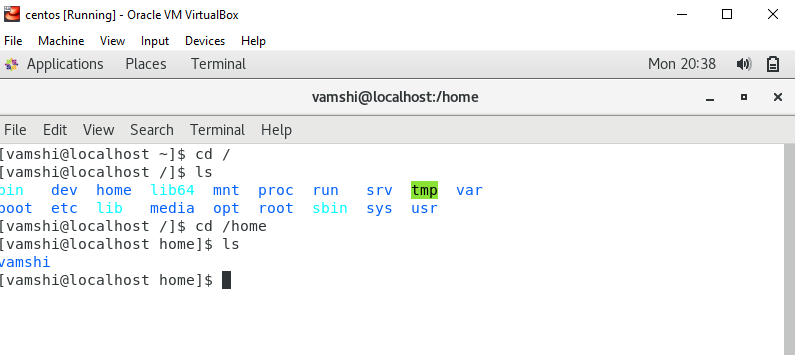 centos [Running] - Oracle VM VirtualBox
File Machine View Input Devices Help
Applications Places Terminal Mon 20:38
vamshi@localhost:/home
File Edit View Search Terminal Help
[vamshi@localhost ~]$ cd /
[vamshi@localhost /]$ ls
bin dev home lib64 mnt proc run srv tmp var
boot etc lib media opt root sbin sys usr
[vamshi@localhost /]$ cd /home
[vamshi@localhost home]$ ls
vamshi
[vamshi@localhost home]$